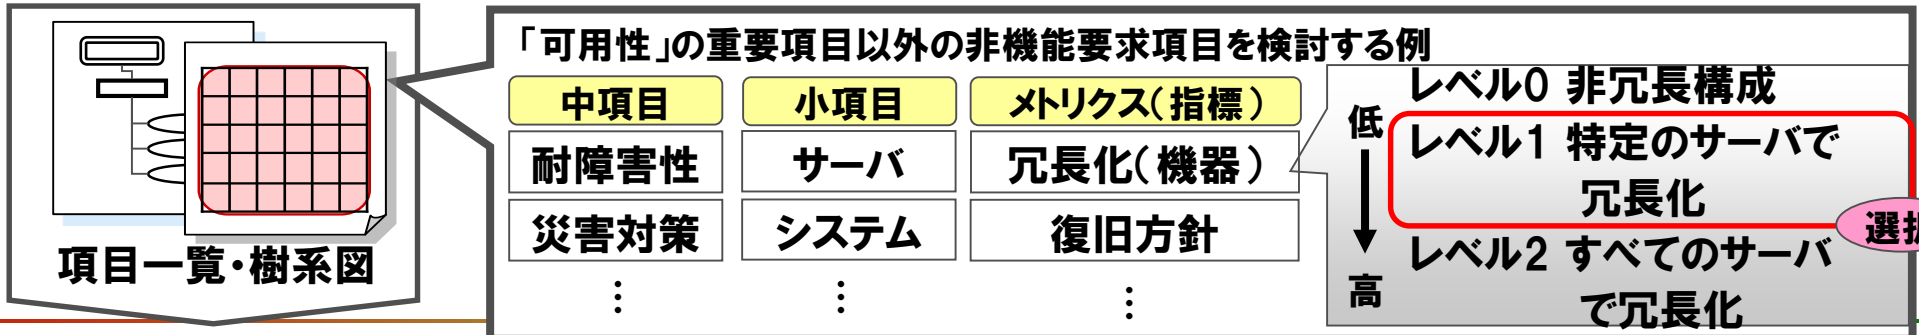 「可用性」の重要項目以外の非機能要求項目を検討する例
中項目 小項目 メトリクス(指標)
耐障害性 サーバ 冗長化(機器)
災害対策 システム 復旧方針
⋮ ⋮ ⋮
項目一覧・樹系図
低
高
レベル0 非冗長構成
レベル1 特定のサーバで
冗長化
レベル2 すべてのサーバ
で冗長化
選択